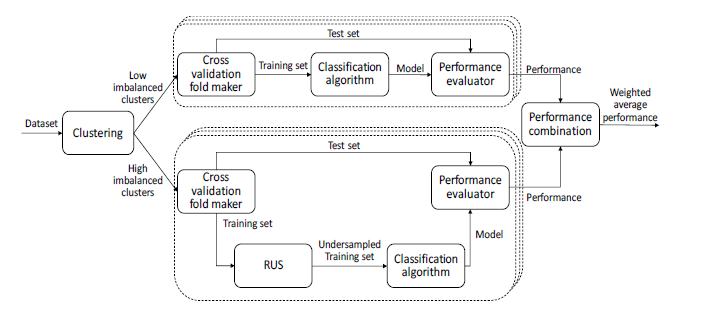 Test set
Cross
validation
fold maker
Training set
Classification
algorithm
Model
Performance
evaluator
Performance
Low
imbalanced
clusters
Dataset
Clustering
High
imbalanced
clusters
Performance
combination
Weighted
average
performance
Test set
Cross
validation
fold maker
Performance
evaluator
Performance
Training set
RUS
Undersampled
Training set
Classification
algorithm
Model